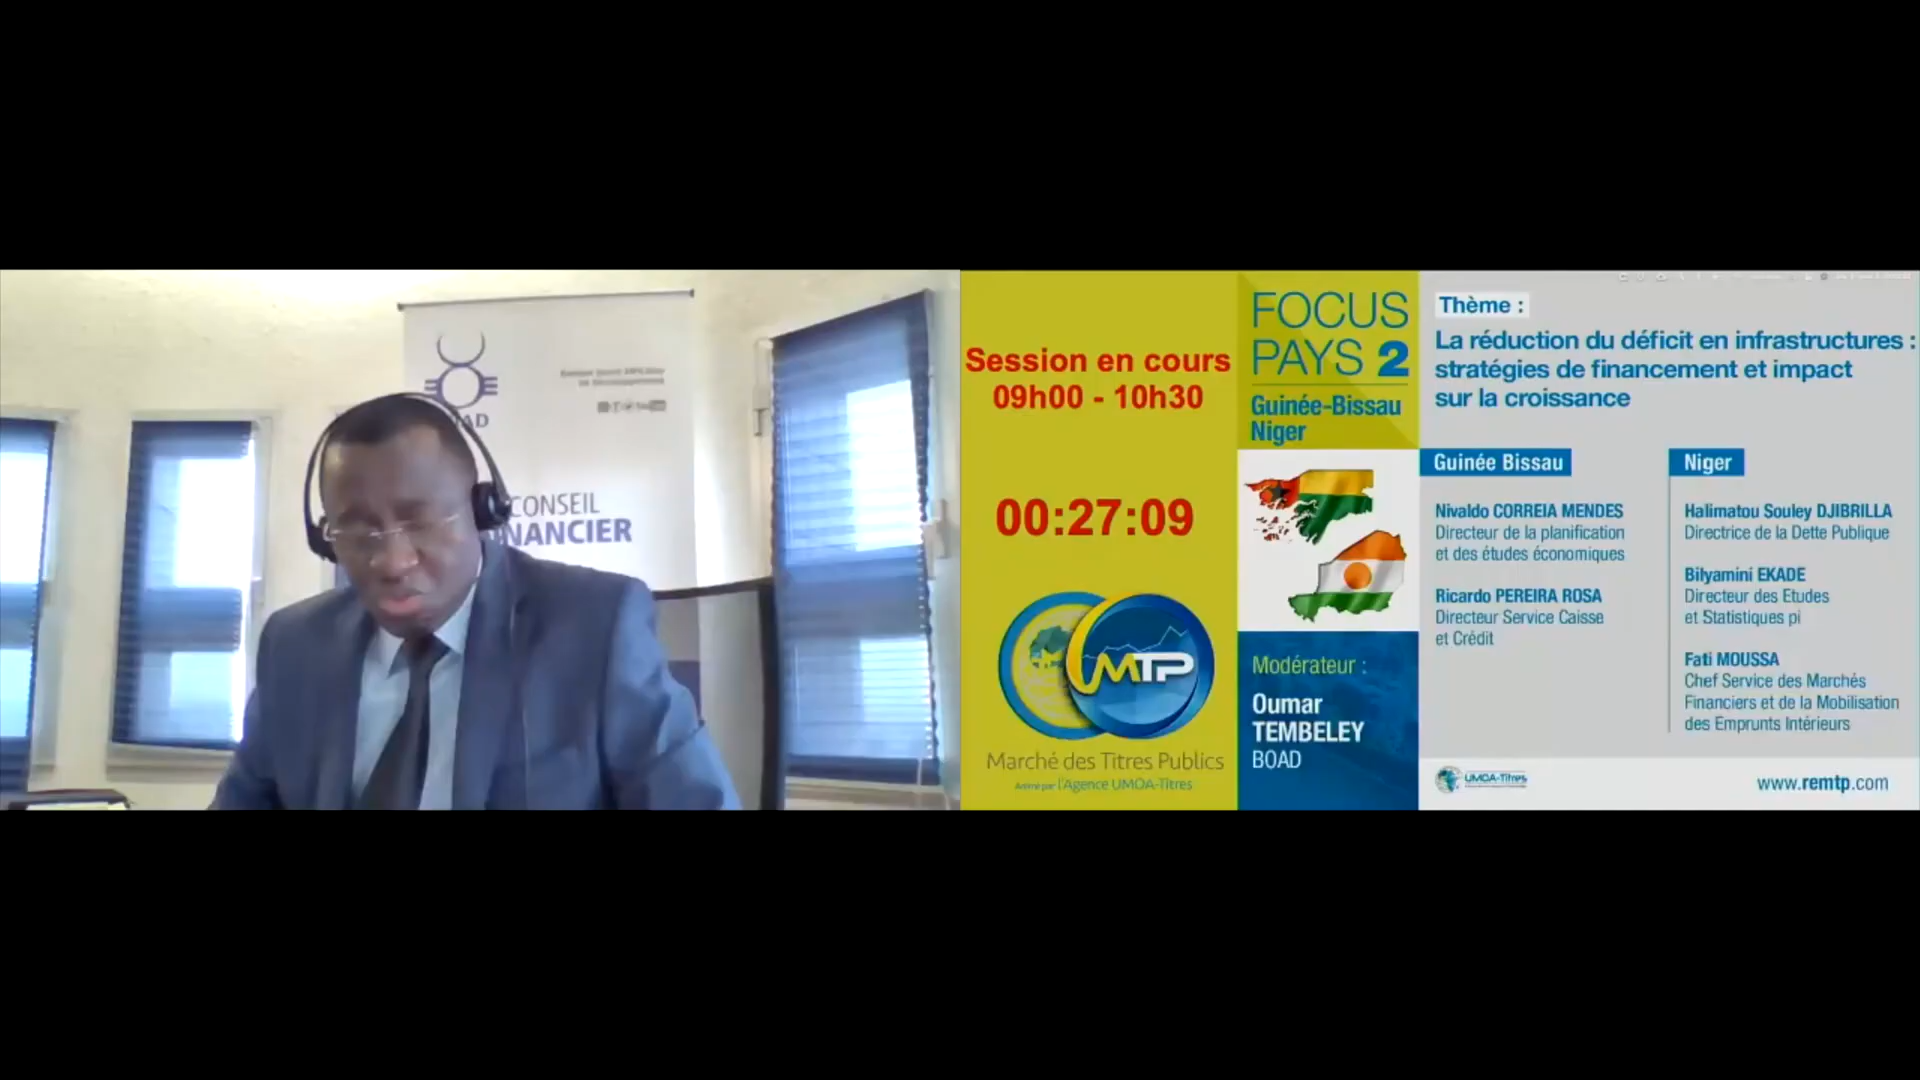 BOAD
CONSEIL
FINANCIER
Session en cours
09h00 - 10h30
00:27:09
MTP
Marché des Titres Publics
Animé par l'Agence UMOA-Titres
FOCUS
PAYS 2
Guinée-Bissau
Niger
Modérateur :
Oumar
TEMBELEY
BOAD
Thème :
La réduction du déficit en infrastructures :
stratégies de financement et impact
sur la croissance
Guinée Bissau
Nivaldo CORREIA MENDES
Directeur de la planification
et des études économiques
Ricardo PEREIRA ROSA
Directeur Service Caisse
et Crédit
Niger
Halimatou Souley DJIBRILLA
Directrice de la Dette Publique
Bilyamini EKADE
Directeur des Etudes
et Statistiques pi
Fati MOUSSA
Chef Service des Marchés
Financiers et de la Mobilisation
des Emprunts Intérieurs
UMOA-Titres
www.remtp.com